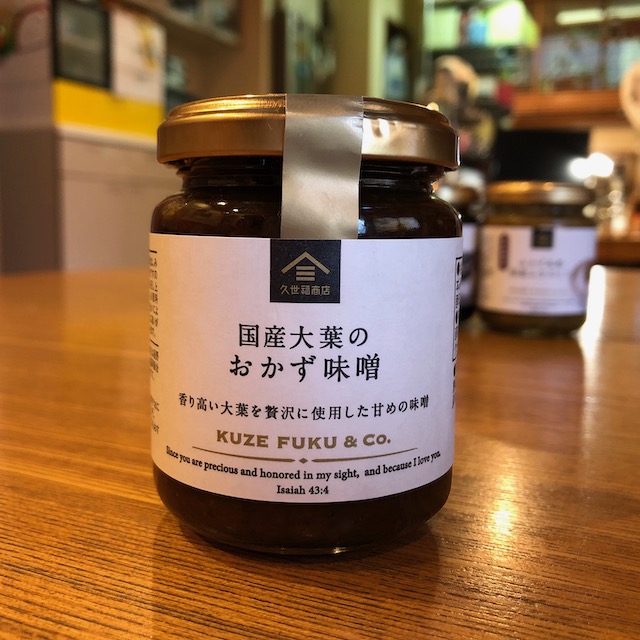 久世福商店
国産大葉の
おかず味噌
香り高い大葉を贅沢に使用した甘めの味噌
KUZE FUKU & Co.
Since you are precious and honored in my sight, and because I love you.
Isaiah 43:4